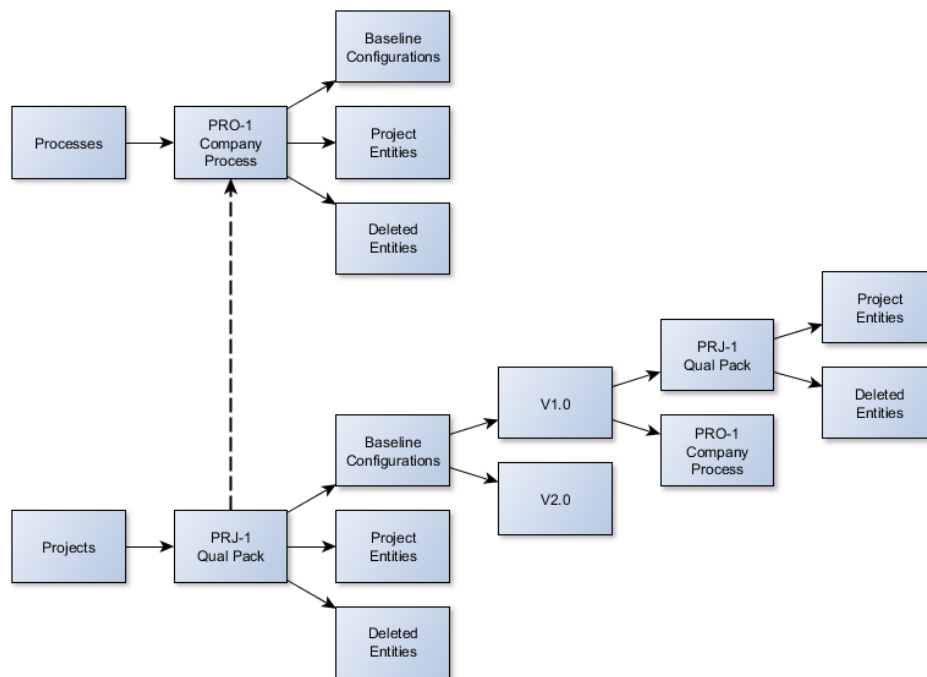 Baseline
Configurations
Processes
PRO-1
Company
Process
Project
Entities
Deleted
Entities
Project
Entities
PRJ-1
Qual Pack
Deleted
Entities
V1.0
Baseline
Configurations
PRO-1
Company
Process
V2.0
Projects
PRJ-1
Qual Pack
Project
Entities
Deleted
Entities